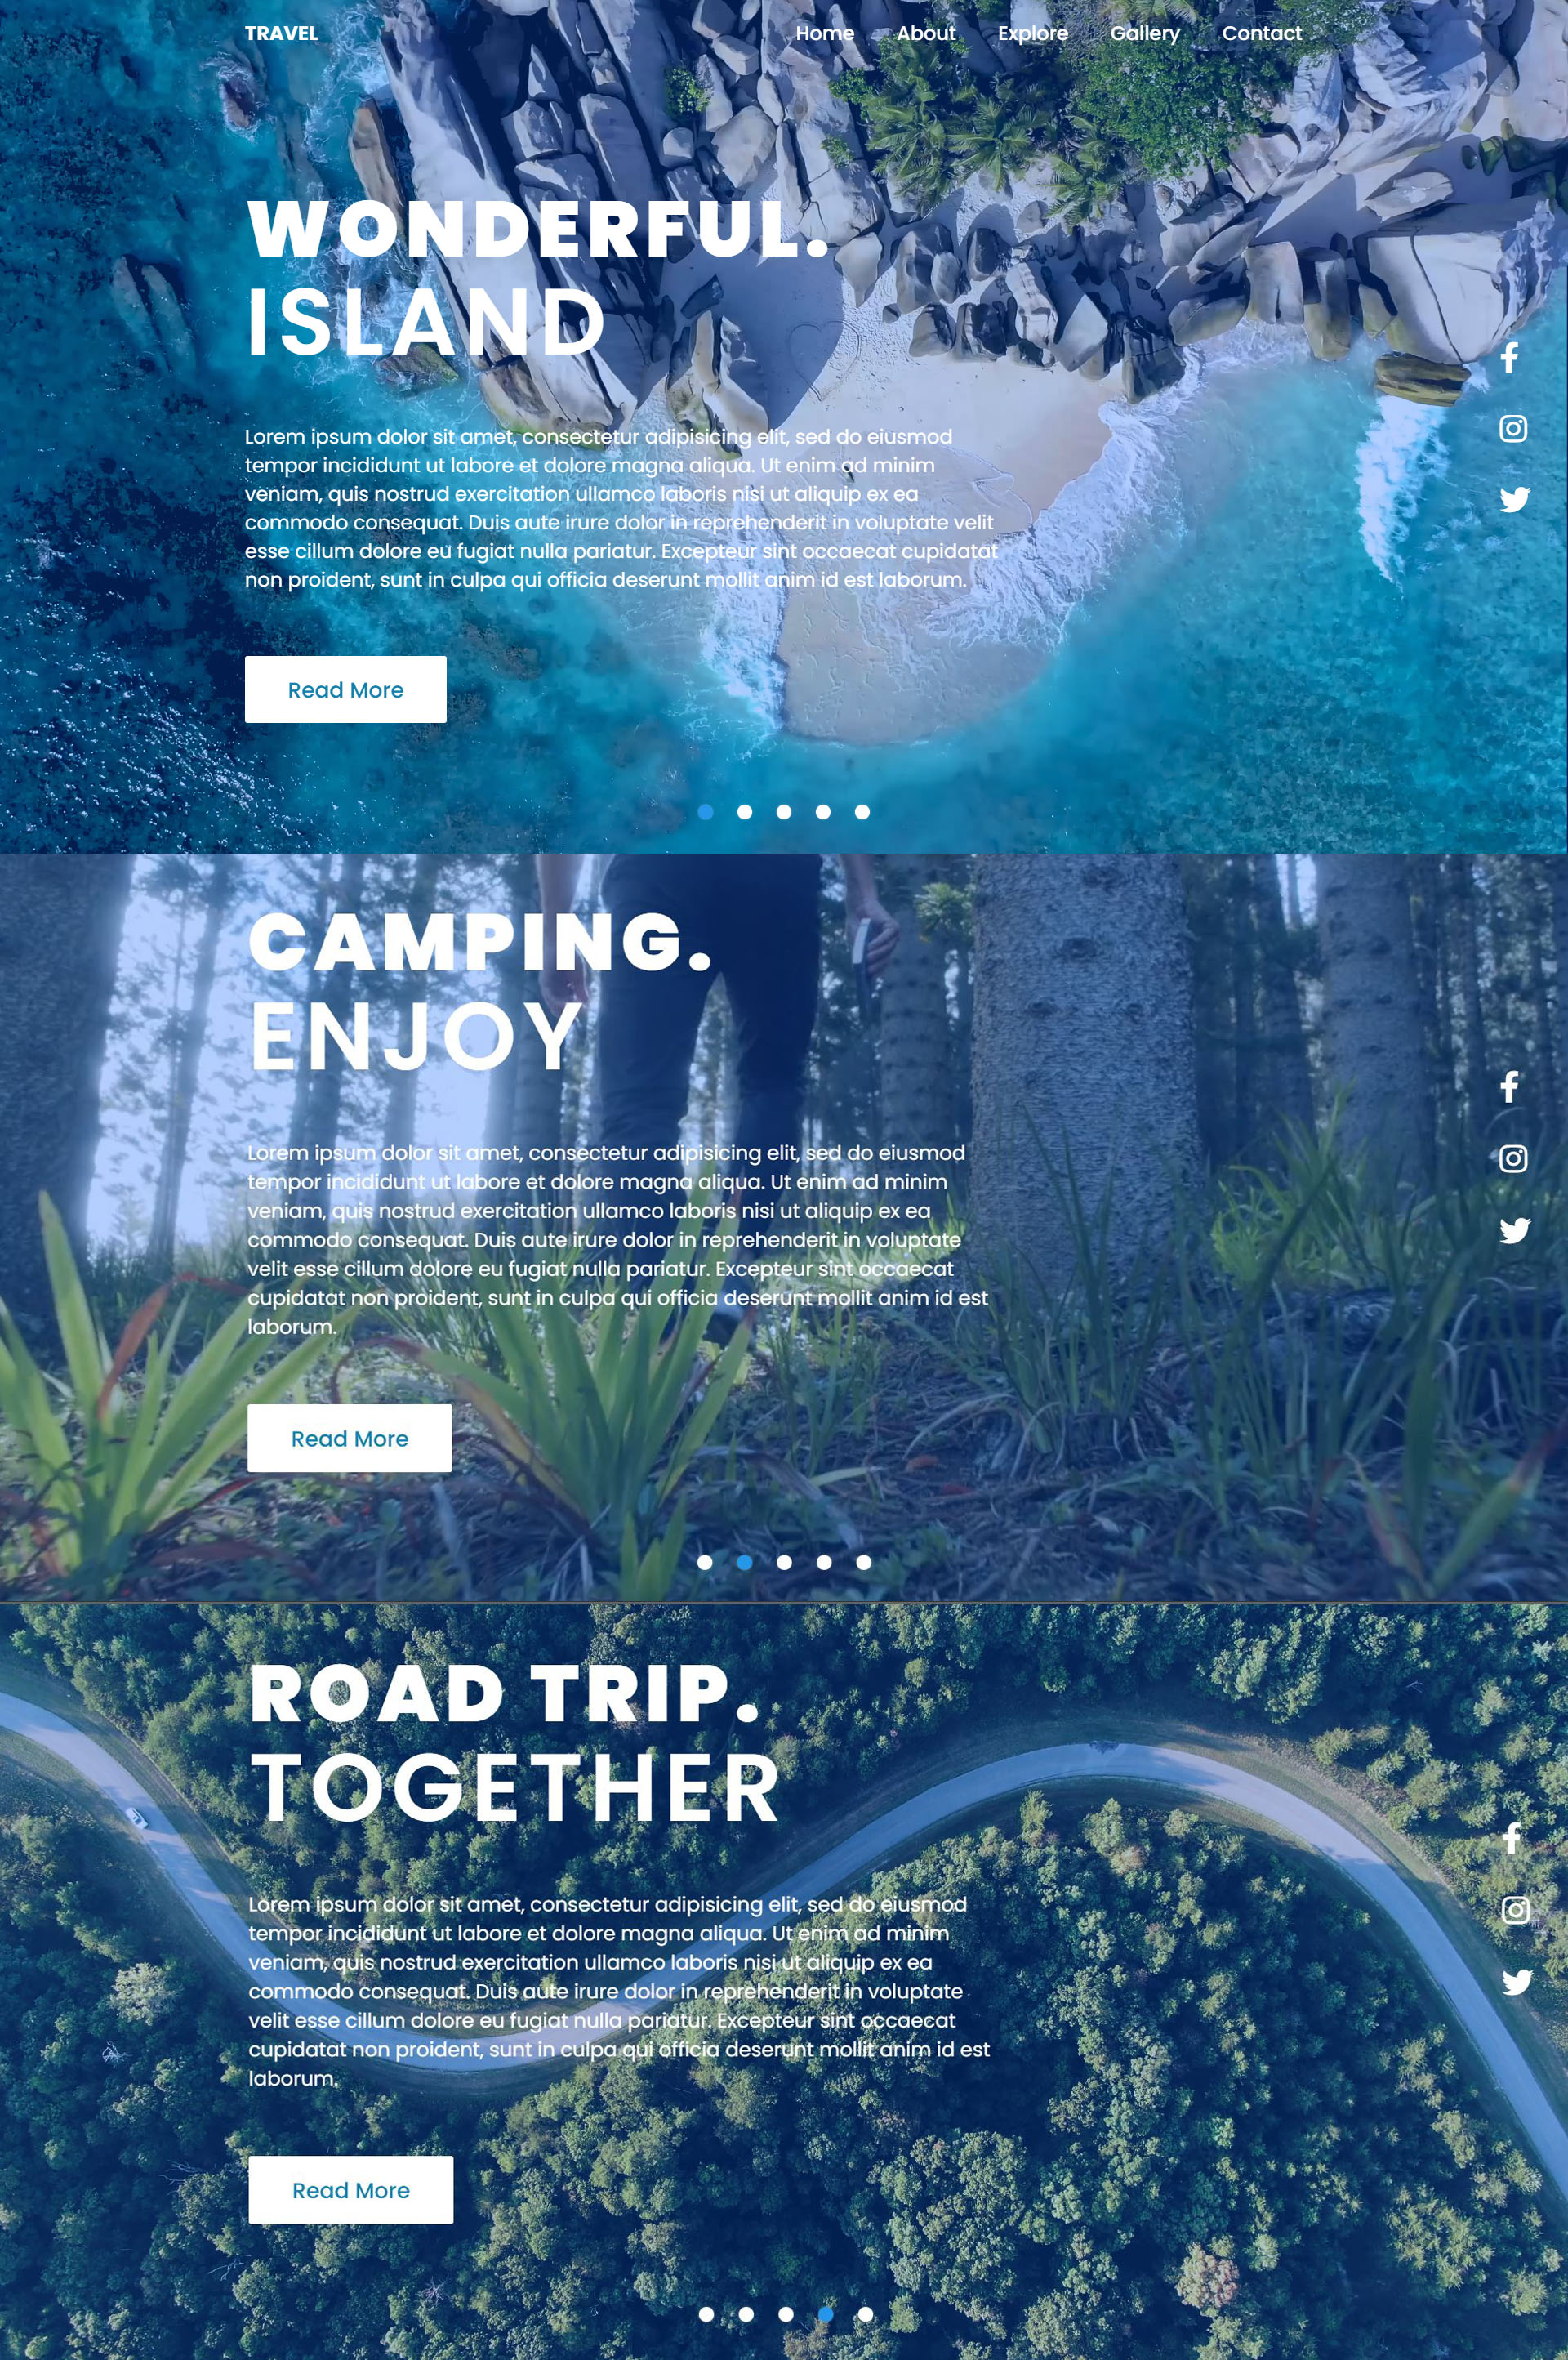 TRAVEL
Home About Explore Gallery Contact
WONDERFUL.
ISLAND
Lorem ipsum dolor sit amet, consectetur adipisicing elit, sed do eiusmod
tempor incididunt ut labore et dolore magna aliqua. Ut enim ad minim
veniam, quis nostrud exercitation ullamco laboris nisi ut aliquip ex ea
commodo consequat. Duis aute irure dolor in reprehenderit in voluptate velit
esse cillum dolore eu fugiat nulla pariatur. Excepteur sint occaecat cupidatat
non proident, sunt in culpa qui officia deserunt mollit anim id est laborum.
Read More
CAMPING.
ENJOY
Lorem ipsum dolor sit amet, consectetur adipisicing elit, sed do eiusmod
tempor incididunt ut labore et dolore magna aliqua. Ut enim ad minim
veniam, quis nostrud exercitation ullamco laboris nisi ut aliquip ex ea
commodo consequat. Duis aute irure dolor in reprehenderit in voluptate
velit esse cillum dolore eu fugiat nulla pariatur. Excepteur sint occaecat
cupidatat non proident, sunt in culpa qui officia deserunt mollit anim id est
laborum.
Read More
ROAD TRIP.
TOGETHER
Lorem ipsum dolor sit amet, consectetur adipisicing elit, sed do eiusmod
tempor incididunt ut labore et dolore magna aliqua. Ut enim ad minim
veniam, quis nostrud exercitation ullamco laboris nisi ut aliquip ex ea
commodo consequat. Duis aute irure dolor in reprehenderit in voluptate
velit esse cillum dolore eu fugiat nulla pariatur. Excepteur sint occaecat
cupidatat non proident, sunt in culpa qui officia deserunt mollit anim id est
laborum.
Read More